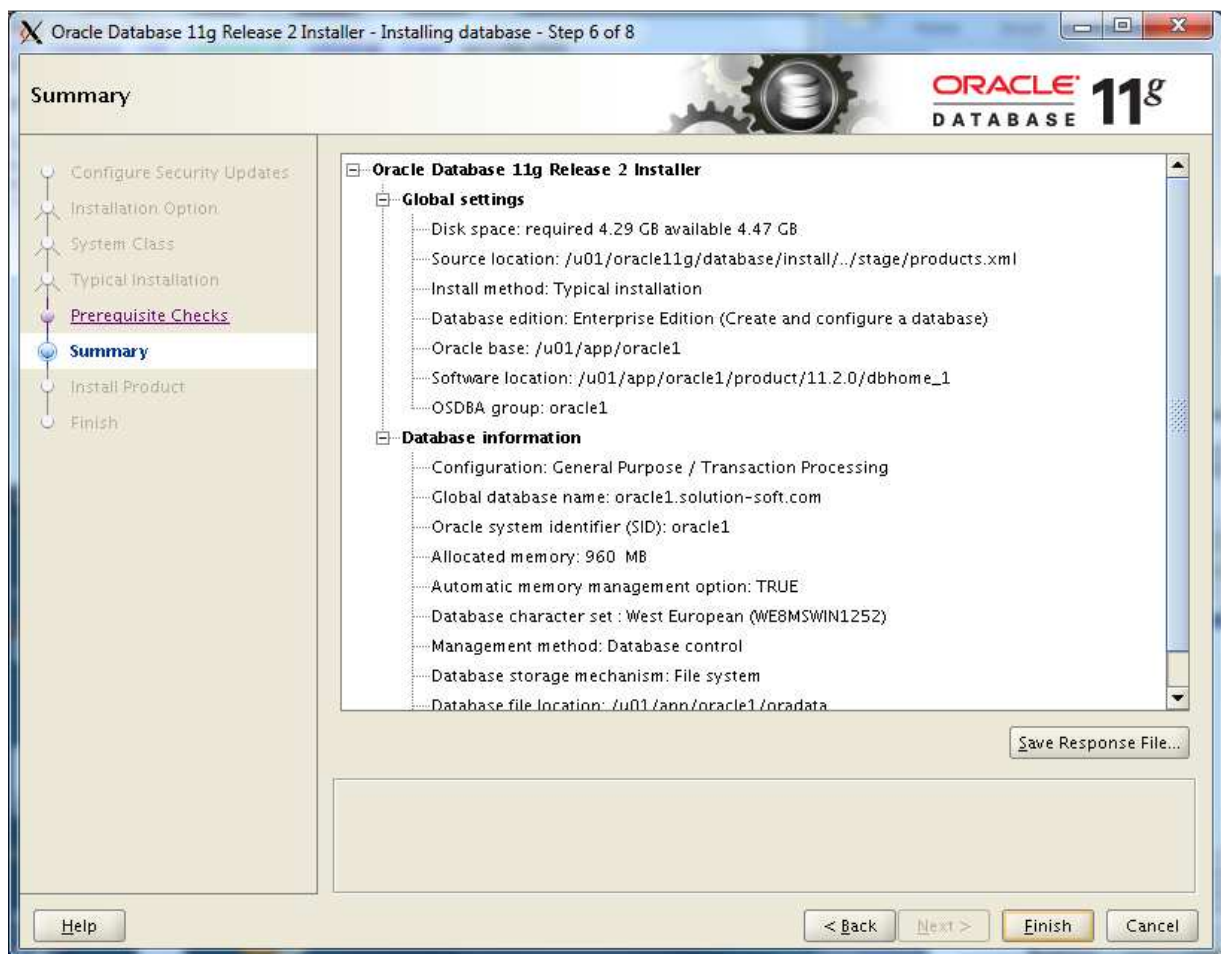 Oracle Database 11g Release 2 Installer - Installing database - Step 6 of 8
Summary
ORACLE
DATABASE
11g
Configure Security Updates
Installation Option
System Class
Typical Installation
Prerequisite Checks
Summary
Install Product
Finish
Oracle Database 11g Release 2 Installer
Global settings
Disk space: required 4.29 GB available 4.47 GB
Source location: /u01/oracle11g/database/install/../stage/products.xml
Install method: Typical installation
Database edition: Enterprise Edition (Create and configure a database)
Oracle base: /u01/app/oracle1
Software location: /u01/app/oracle1/product/11.2.0/dbhome_1
OSDBA group: oracle1
Database information
Configuration: General Purpose / Transaction Processing
Global database name: oracle1.solution-soft.com
Oracle system identifier (SID): oracle1
Allocated memory: 960 MB
Automatic memory management option: TRUE
Database character set : West European (WE8MSWIN1252)
Management method: Database control
Database storage mechanism: File system
Database file location: /u01/app/oracle1/oradata
Save Response File...
Help
< Back
Next >
Finish
Cancel